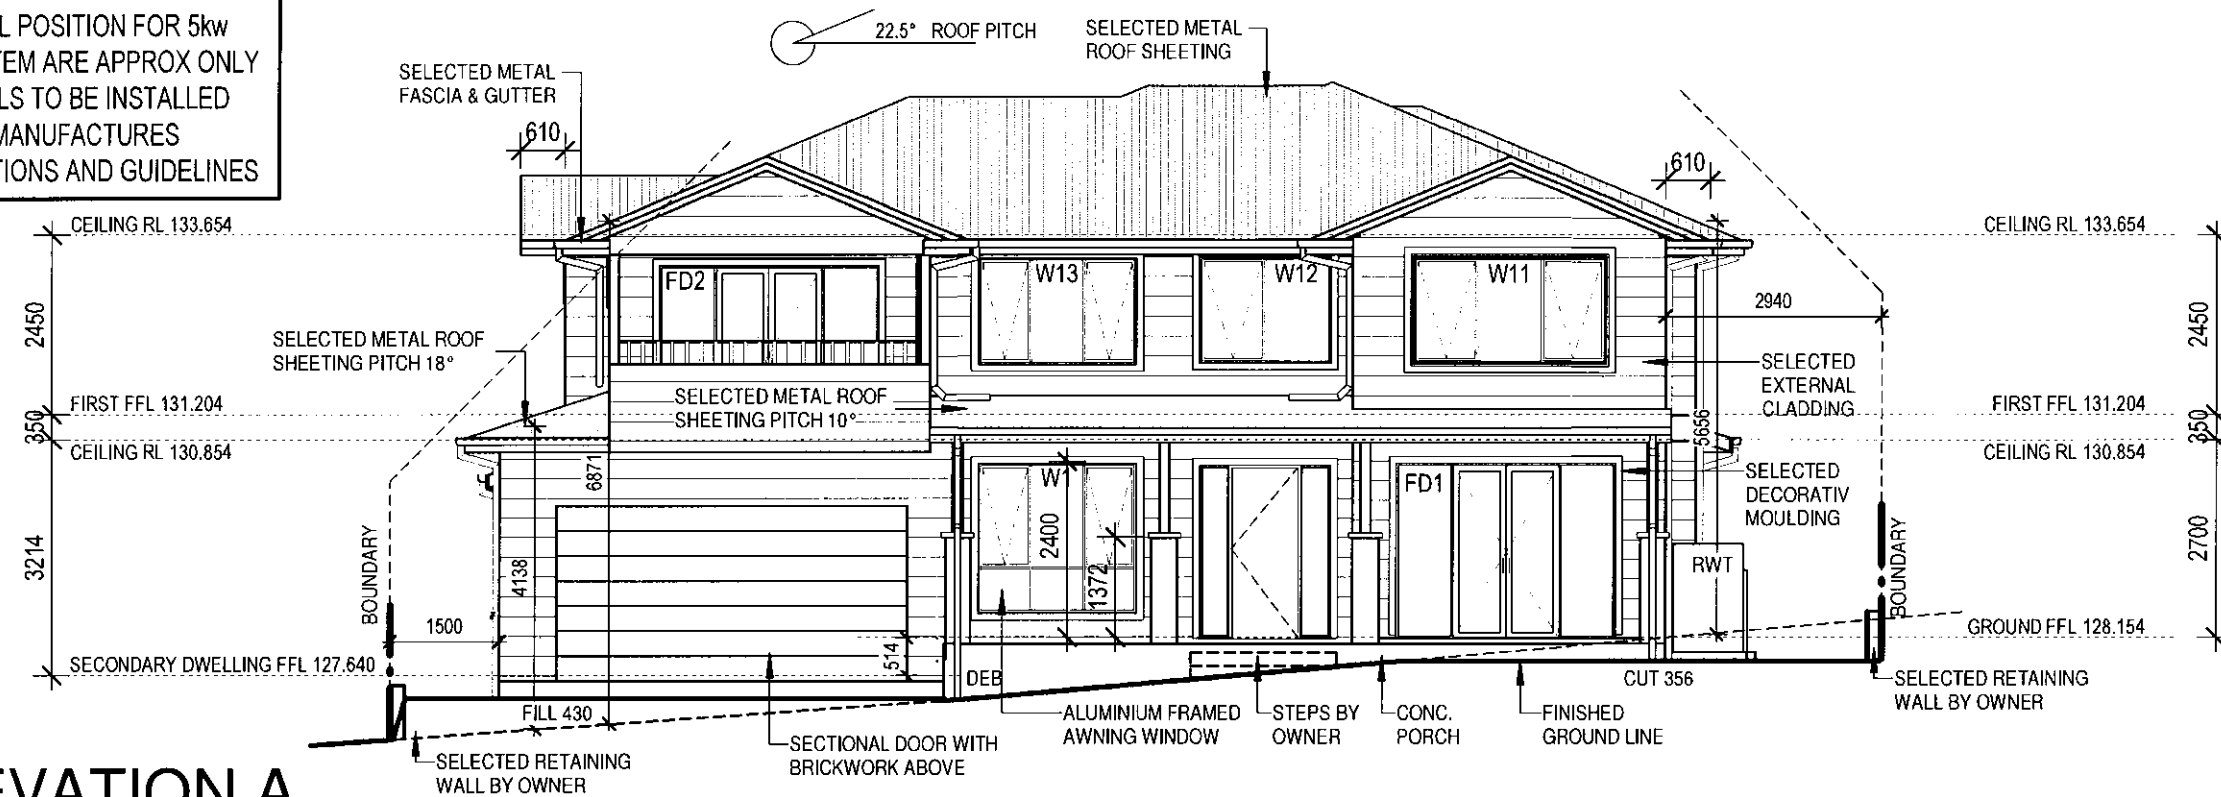 L POSITION FOR 5kw
TEM ARE APPROX ONLY
LS TO BE INSTALLED
MANUFACTURES
TIONS AND GUIDELINES
22.5° ROOF PITCH
SELECTED METAL
ROOF SHEETING
SELECTED METAL
FASCIA & GUTTER
610
610
CEILING RL 133.654
CEILING RL 133.654
FD2
W13
W12
W11
2940
2450
2450
SELECTED METAL ROOF
SHEETING PITCH 18°
SELECTED
EXTERNAL
CLADDING
SELECTED METAL ROOF
SHEETING PITCH 10°
FIRST FFL 131.204
FIRST FFL 131.204
350
350
5656
CEILING RL 130.854
CEILING RL 130.854
6871
W1
FD1
SELECTED
DECORATIV
MOULDING
2400
3214
2700
4138
1372
BOUNDARY
BOUNDARY
RWT
1500
GROUND FFL 128.154
SECONDARY DWELLING FFL 127.640
514
DEB
CUT 356
SELECTED RETAINING
WALL BY OWNER
FILL 430
ALUMINIUM FRAMED
AWNING WINDOW
STEPS BY
OWNER
CONC.
PORCH
FINISHED
GROUND LINE
SECTIONAL DOOR WITH
BRICKWORK ABOVE
SELECTED RETAINING
WALL BY OWNER
EVATION A